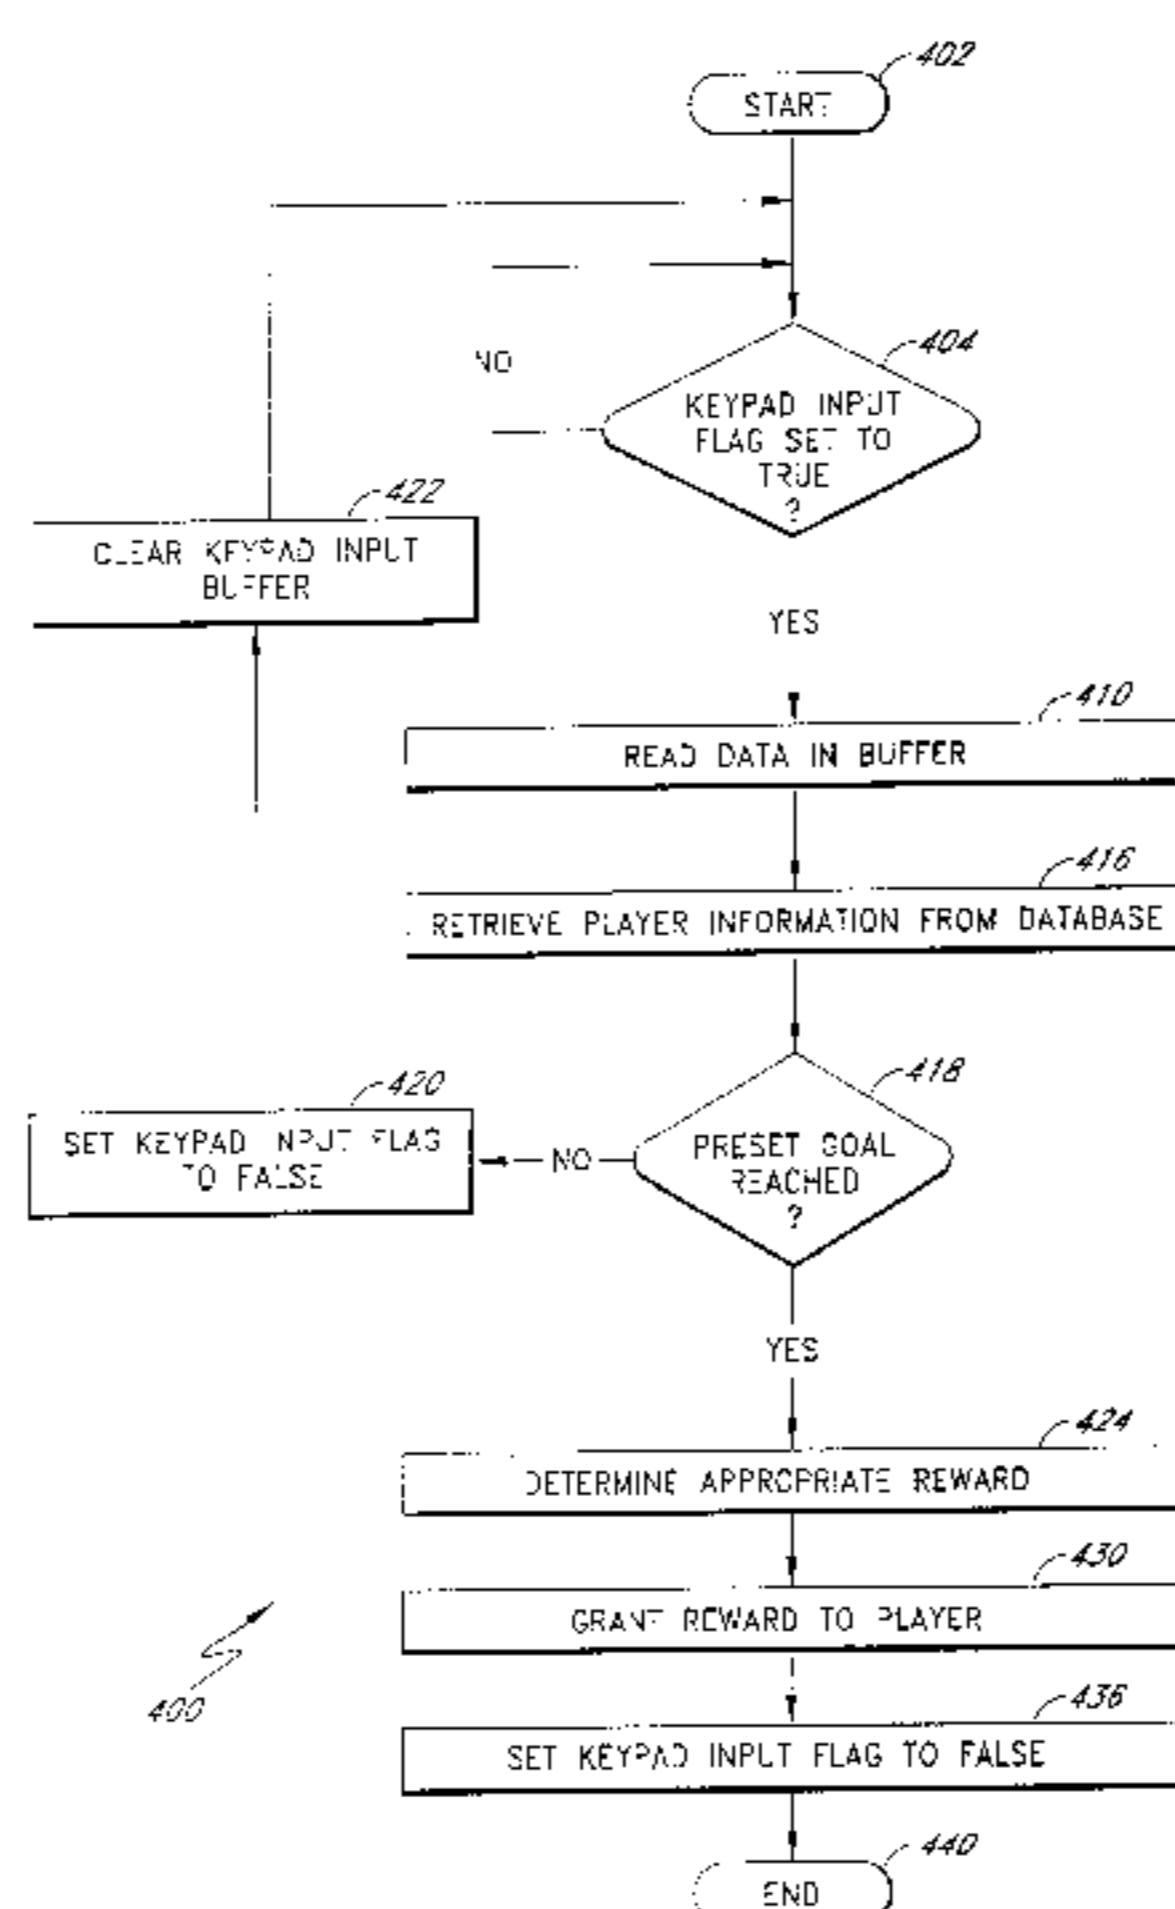 402
START
404
NO
KEYPAD INPUT
FLAG SET TO
TRUE
?
422
CLEAR KEYPAD INPUT
BUFFER
YES
410
READ DATA IN BUFFER
416
RETRIEVE PLAYER INFORMATION FROM DATABASE
418
420
SET KEYPAD INPUT FLAG
TO FALSE
NO
PRESET GOAL
REACHED
?
YES
424
DETERMINE APPROPRIATE REWARD
430
GRANT REWARD TO PLAYER
400
436
SET KEYPAD INPUT FLAG TO FALSE
440
END